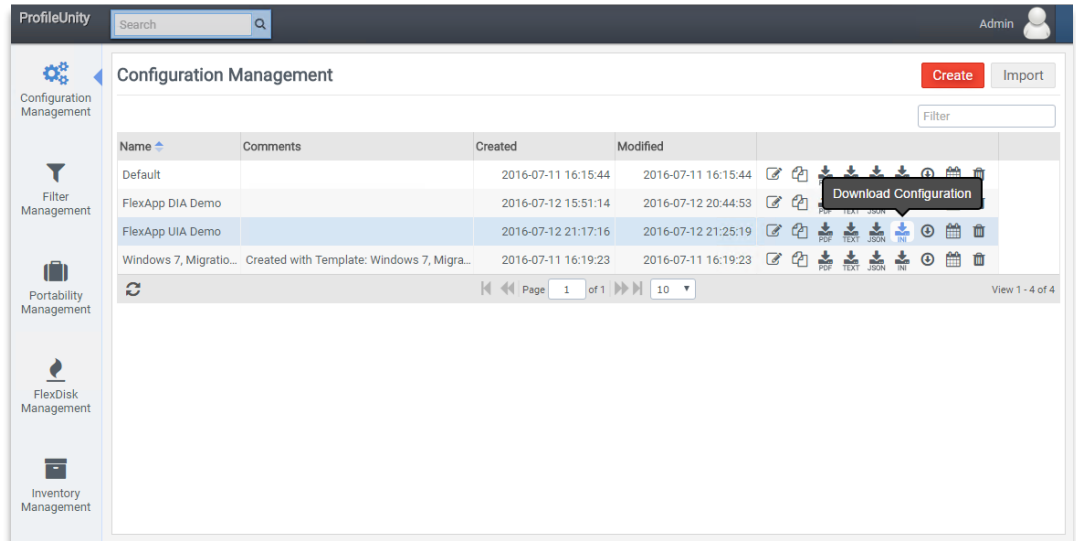 ProfileUnity
Search
Admin
Configuration
Management
Filter
Management
Portability
Management
FlexDisk
Management
Inventory
Management
Configuration Management
Create
Import
Filter
Name Comments Created Modified
Default 2016-07-11 16:15:44 2016-07-11 16:15:44
Download Configuration
FlexApp DIA Demo 2016-07-12 15:51:14 2016-07-12 20:44:53
PDF TEXT JSON
FlexApp UIA Demo 2016-07-12 21:17:16 2016-07-12 21:25:19
PDF TEXT JSON INI
Windows 7, Migratio... Created with Template: Windows 7, Migra... 2016-07-11 16:19:23 2016-07-11 16:19:23
PDF TEXT JSON INI
Page 1 of 1 10 View 1 - 4 of 4